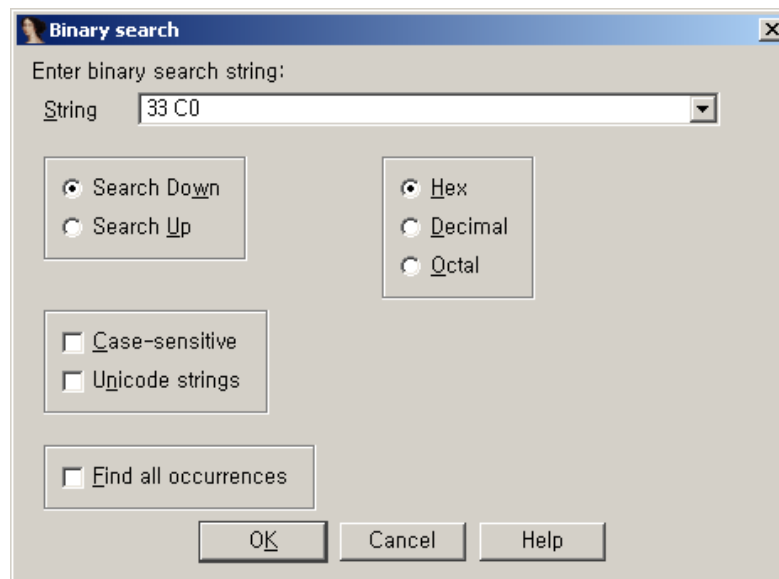 Binary search
Enter binary search string:
String 33 C0
Search Down
Search Up
Hex
Decimal
Octal
Case-sensitive
Unicode strings
Find all occurrences
OK Cancel Help